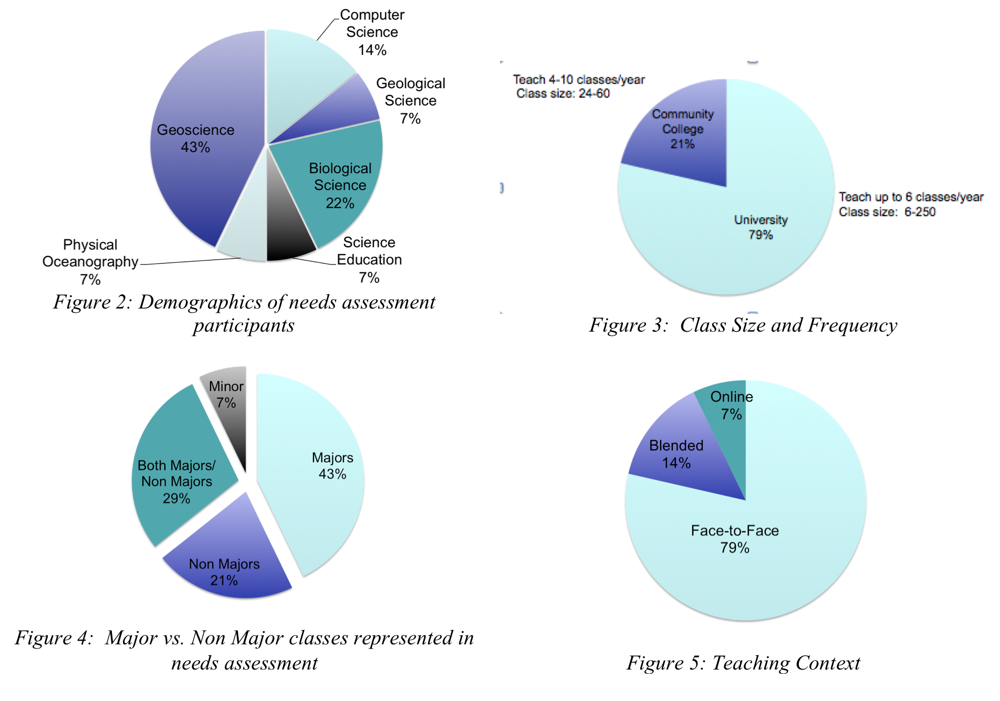 Computer
Science
14%
Geological
Science
7%
Geoscience
43%
Biological
Science
22%
Physical
Oceanography
7%
Science
Education
7%
Figure 2: Demographics of needs assessment
participants
Teach 4-10 classes/year
Class size: 24-60
Community
College
21%
Teach up to 6 classes/year
Class size: 6-250
University
79%
Figure 3: Class Size and Frequency
Minor
7%
Majors
43%
Both Majors/
Non Majors
29%
Non Majors
21%
Figure 4: Major vs. Non Major classes represented in
needs assessment
Online
7%
Blended
14%
Face-to-Face
79%
Figure 5: Teaching Context